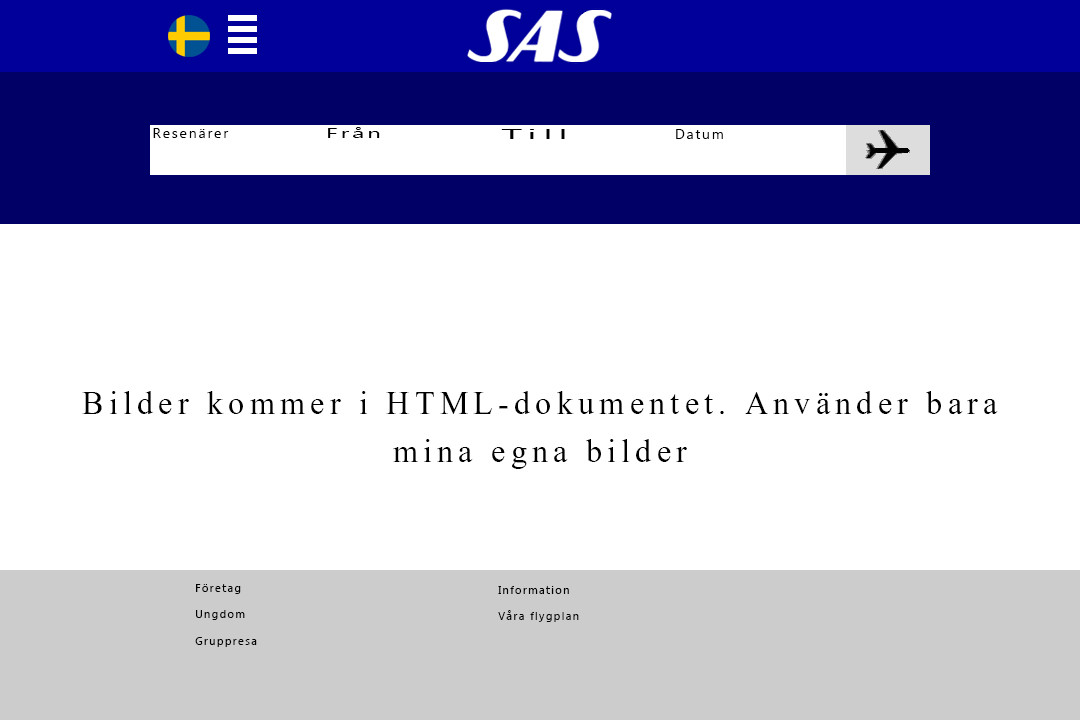 SAS
Resenärer Från Till Datum
Bilder kommer i HTML-dokumentet. Använder bara
mina egna bilder
Företag
Ungdom
Gruppresa
Information
Våra flygplan